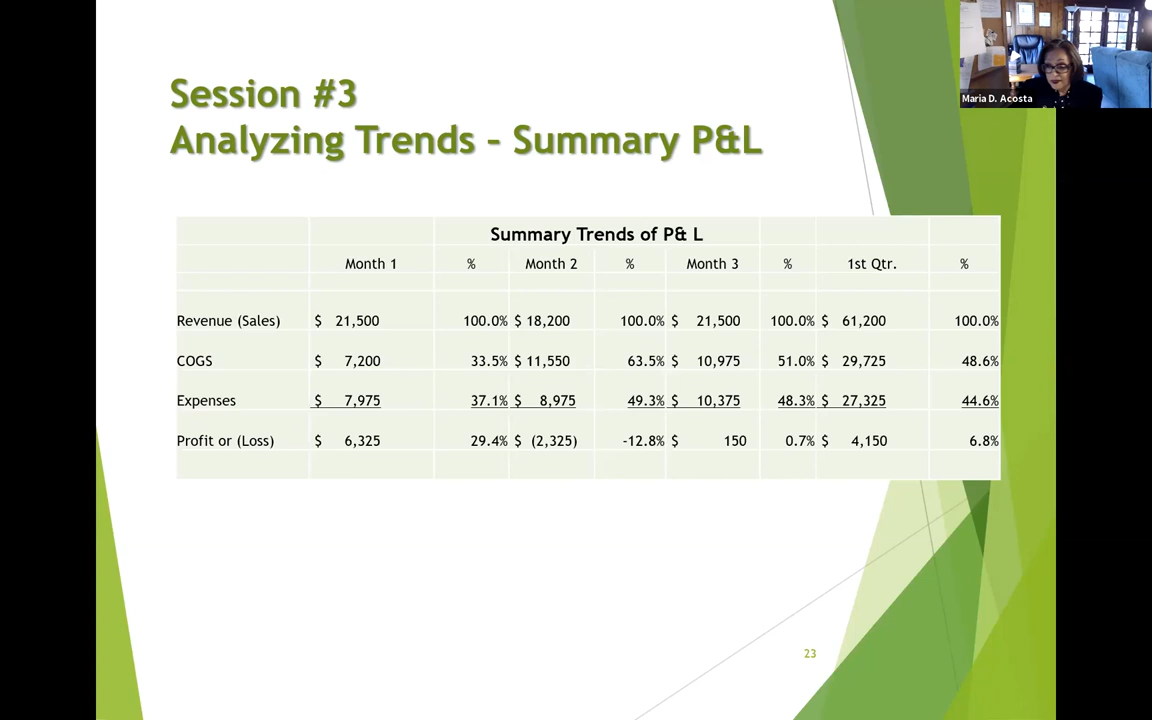 Session #3
Analyzing Trends – Summary P&L
Maria D. Acosta
Summary Trends of P& L
Month 1 % Month 2 % Month 3 % 1st Qtr. %
Revenue (Sales) $ 21,500 100.0% $ 18,200 100.0% $ 21,500 100.0% $ 61,200 100.0%
COGS $ 7,200 33.5% $ 11,550 63.5% $ 10,975 51.0% $ 29,725 48.6%
Expenses $ 7,975 37.1% $ 8,975 49.3% $ 10,375 48.3% $ 27,325 44.6%
Profit or (Loss) $ 6,325 29.4% $ (2,325) -12.8% $ 150 0.7% $ 4,150 6.8%
23